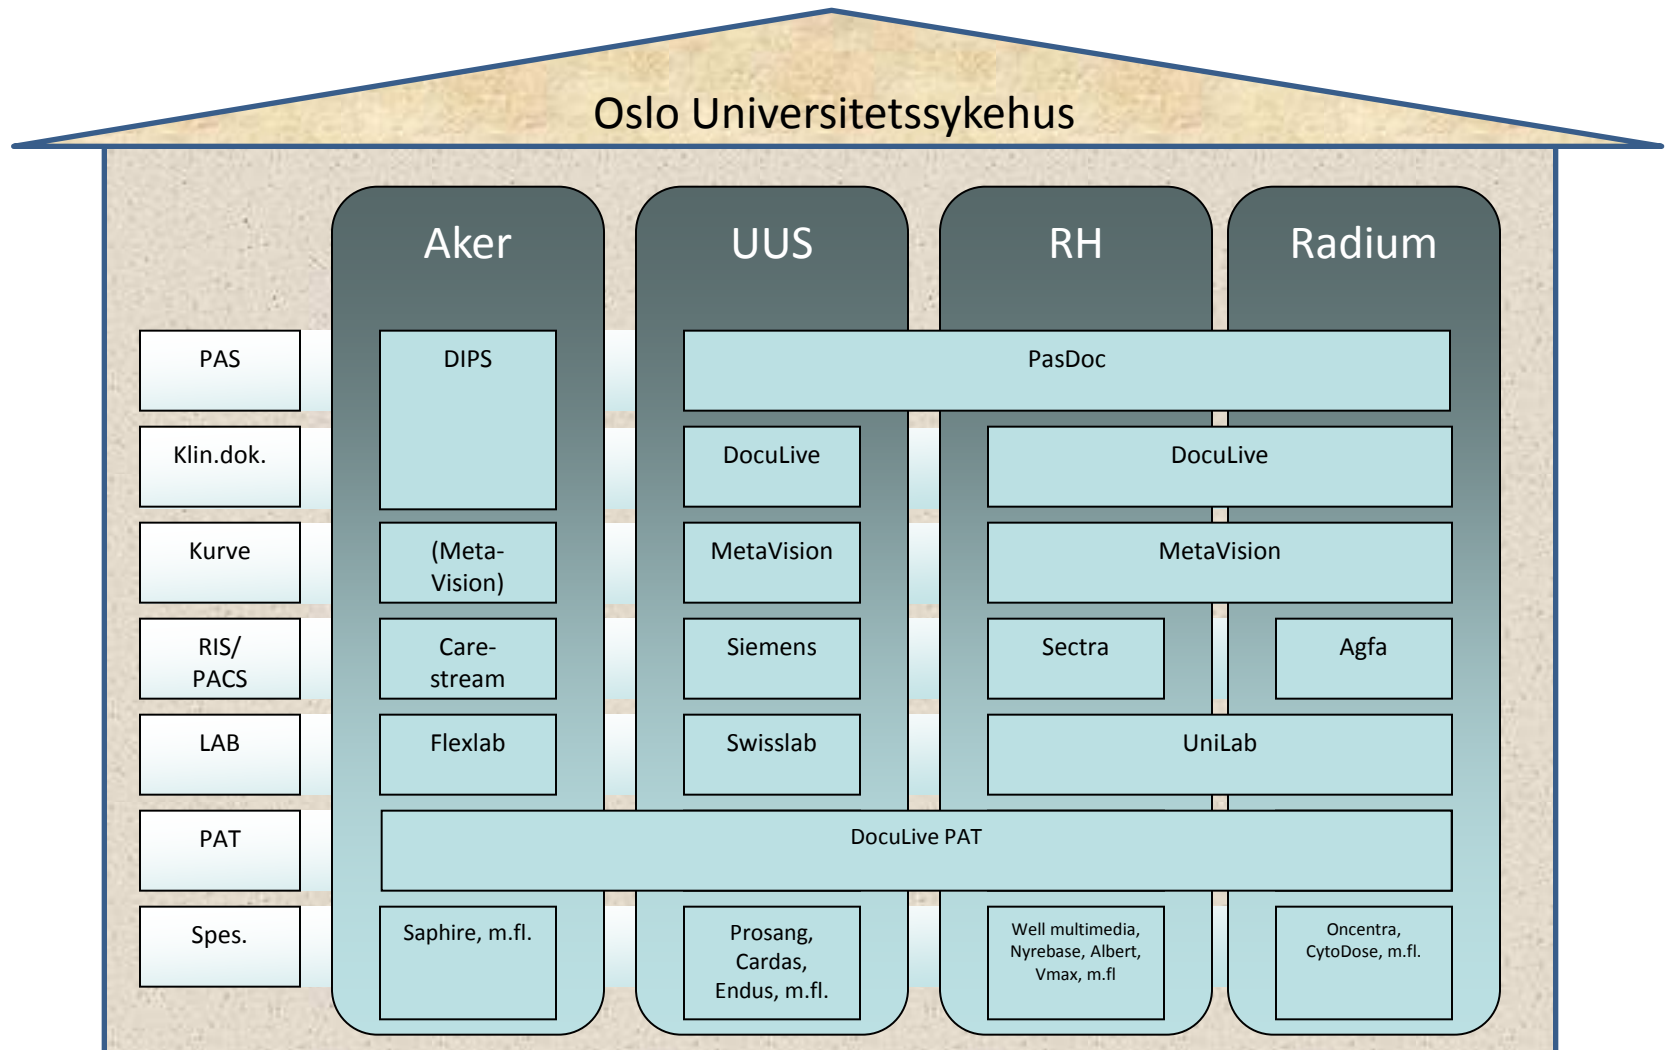 Oslo Universitetssykehus
Aker
UUS
RH
Radium
PAS
DIPS
PasDoc
Klin.dok.
DocuLive
DocuLive
Kurve
(Meta-
Vision)
MetaVision
MetaVision
RIS/
PACS
Care-
stream
Siemens
Sectra
Agfa
LAB
Flexlab
Swisslab
UniLab
PAT
DocuLive PAT
Spes.
Saphire, m.fl.
Prosang,
Cardas,
Endus, m.fl.
Well multimedia,
Nyrebase, Albert,
Vmax, m.fl
Oncentra,
CytoDose, m.fl.